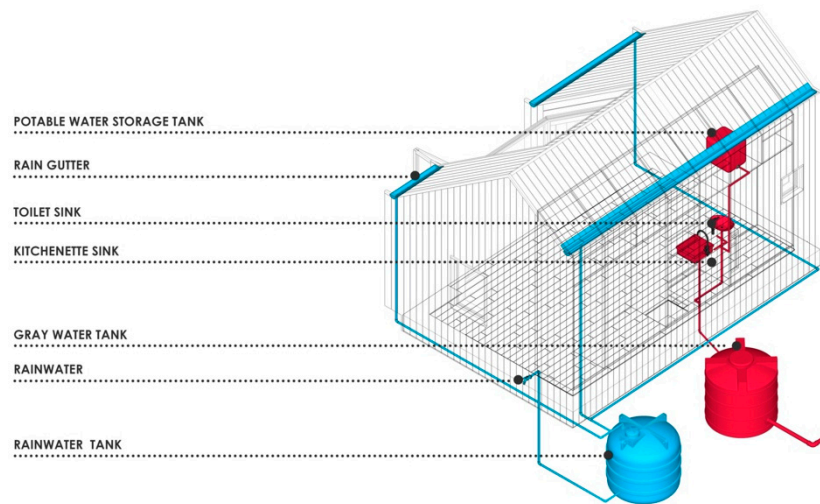 POTABLE WATER STORAGE TANK
RAIN GUTTER
TOILET SINK
KITCHENETTE SINK
GRAY WATER TANK
RAINWATER
RAINWATER TANK